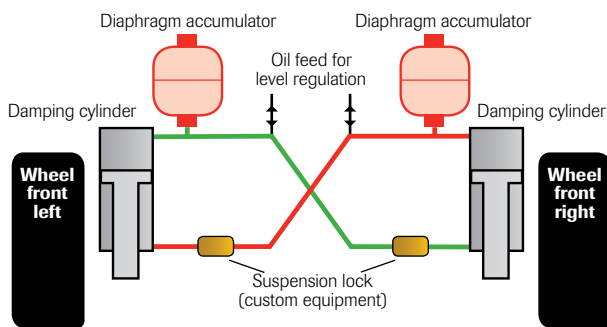 Diaphragm accumulator
Diaphragm accumulator
Oil feed for
level regulation
Damping cylinder
Damping cylinder
Wheel
front
left
Wheel
front
right
Suspension lock
(custom equipment)